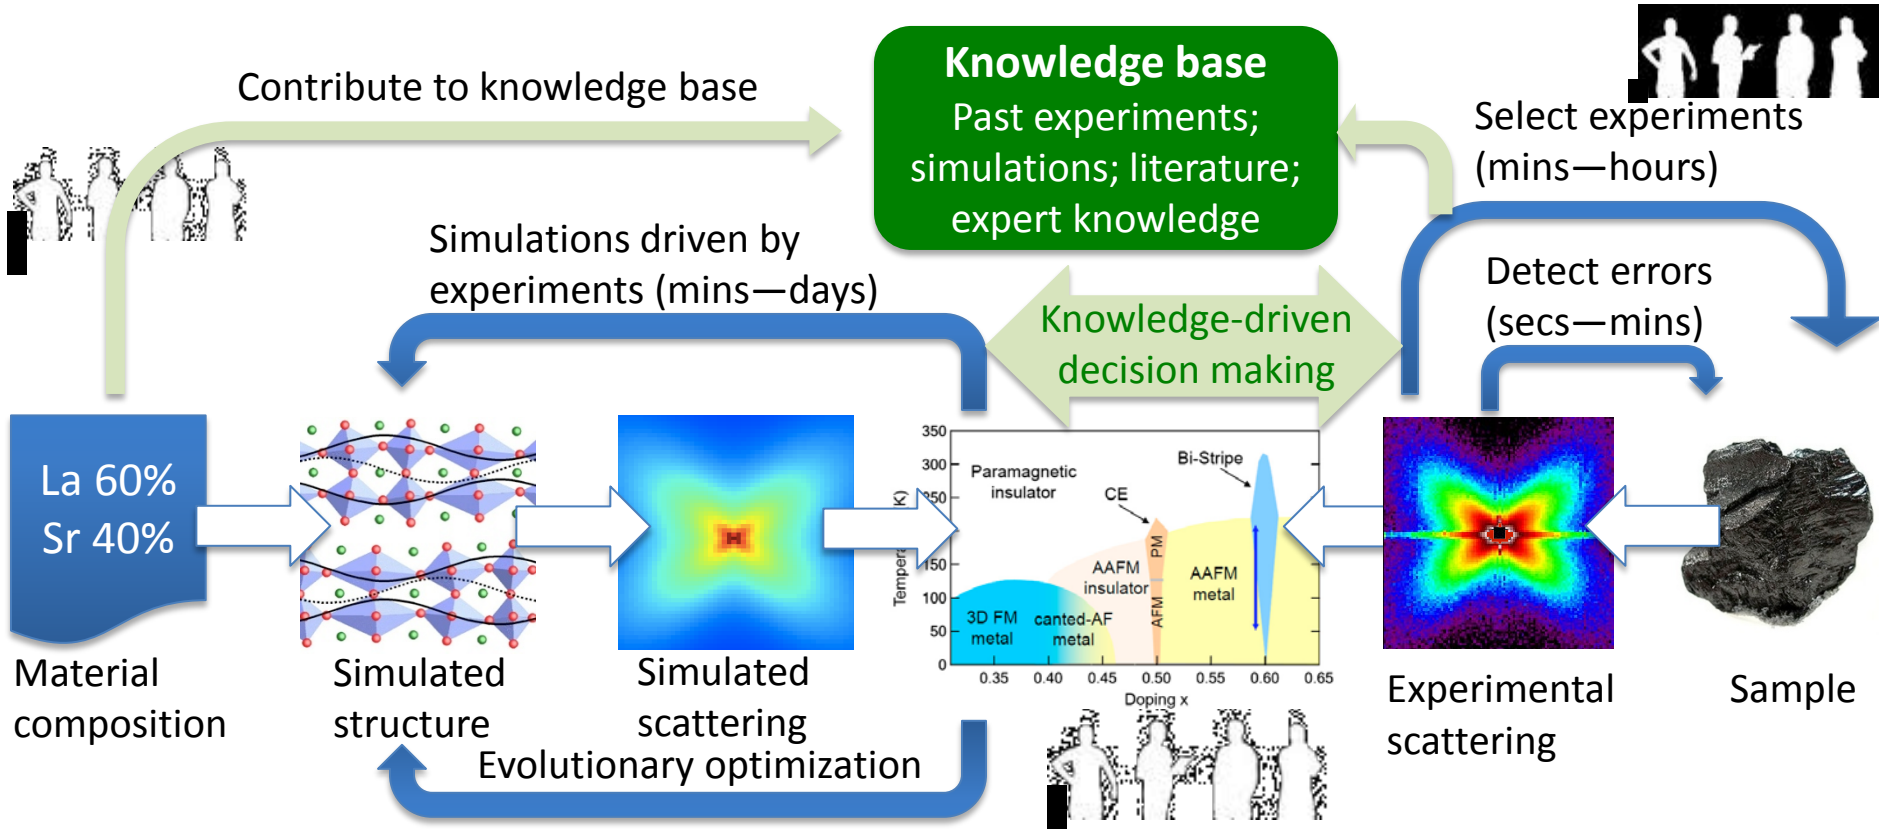 Contribute to knowledge base
Knowledge base
Past experiments;
simulations; literature;
expert knowledge
Select experiments
(mins—hours)
Simulations driven by
experiments (mins—days)
Detect errors
(secs—mins)
Knowledge-driven
decision making
La 60%
Sr 40%
350
300
250
150
100
50
0
K)
Tempera
Paramagnetic
insulator
Bi-Stripe
CE
PM
AFM
AAFM
insulator
AAFM
metal
3D FM
metal
canted-AF
metal
0.35
0.40
0.45
0.50
0.55
0.60
0.65
Doping x
Material
composition
Simulated
structure
Simulated
scattering
Experimental
scattering
Sample
Evolutionary optimization